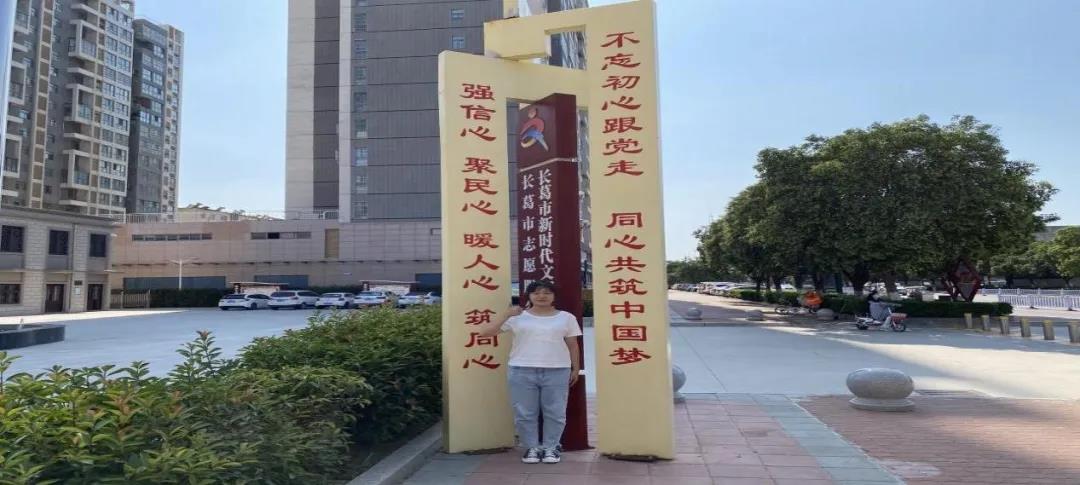 强信心 聚民心 暖人心 筑同心
长葛市新时代文
长葛市志愿
不忘初心跟党走 同心共筑中国梦